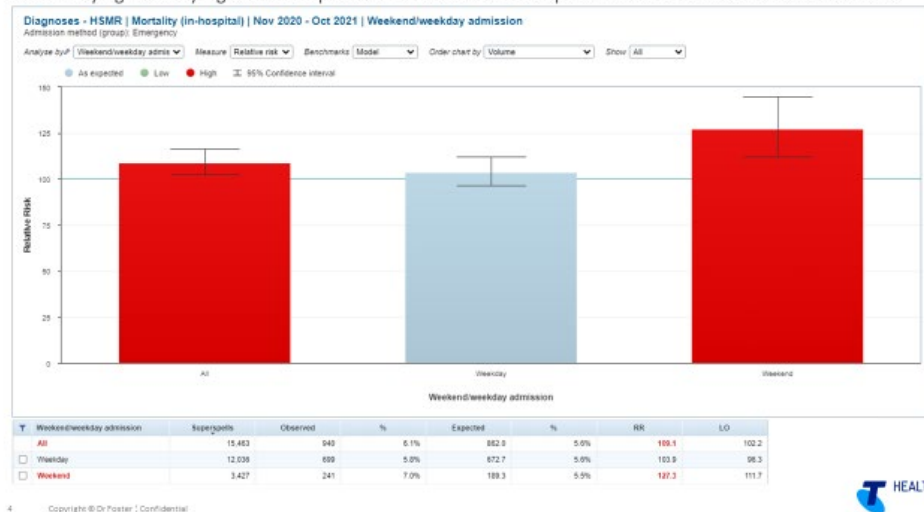 Diagnoses - HSMR | Mortality (in-hospital) | Nov 2020 - Oct 2021 | Weekend/weekday admission
Admission method (group): Emergency
Analyse by Weekend/weekday admis Measure Relative risk Benchmarks Model Order chart by Volume Show All
As expected Low High 95% Confidence interval
150
125
100
75
50
25
0
Relative Risk
All Weekday Weekend
Weekend/weekday admission
Weekend/weekday admission Superspells Observed % Expected % RR LO
All 15,463 940 6.1% 862.0 5.6% 109.1 102.2
Weekday 12,036 699 5.8% 672.7 5.6% 103.9 96.3
Weekend 3,427 241 7.0% 189.3 5.5% 127.3 111.7
4 Copyright © Dr Foster | Confidential
T HEAL